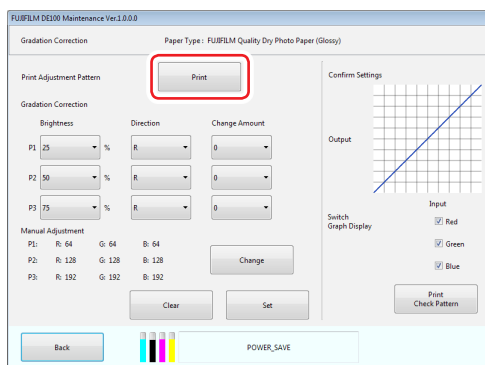 FUJIFILM DE100 Maintenance Ver.1.0.0.0
Gradation Correction Paper Type : FUJIFILM Quality Dry Photo Paper (Glossy)
Print Adjustment Pattern Print Confirm Settings
Gradation Correction
Brightness Direction Change Amount
Output
P1 25 % R 0
P2 50 % R 0
P3 75 % R 0
Input
Switch
Graph Display
Red
Green
Blue
Manual Adjustment
P1: R: 64 G: 64 B: 64
P2: R: 128 G: 128 B: 128
P3: R: 192 G: 192 B: 192
Change
Clear Set
Print
Check Pattern
Back POWER_SAVE